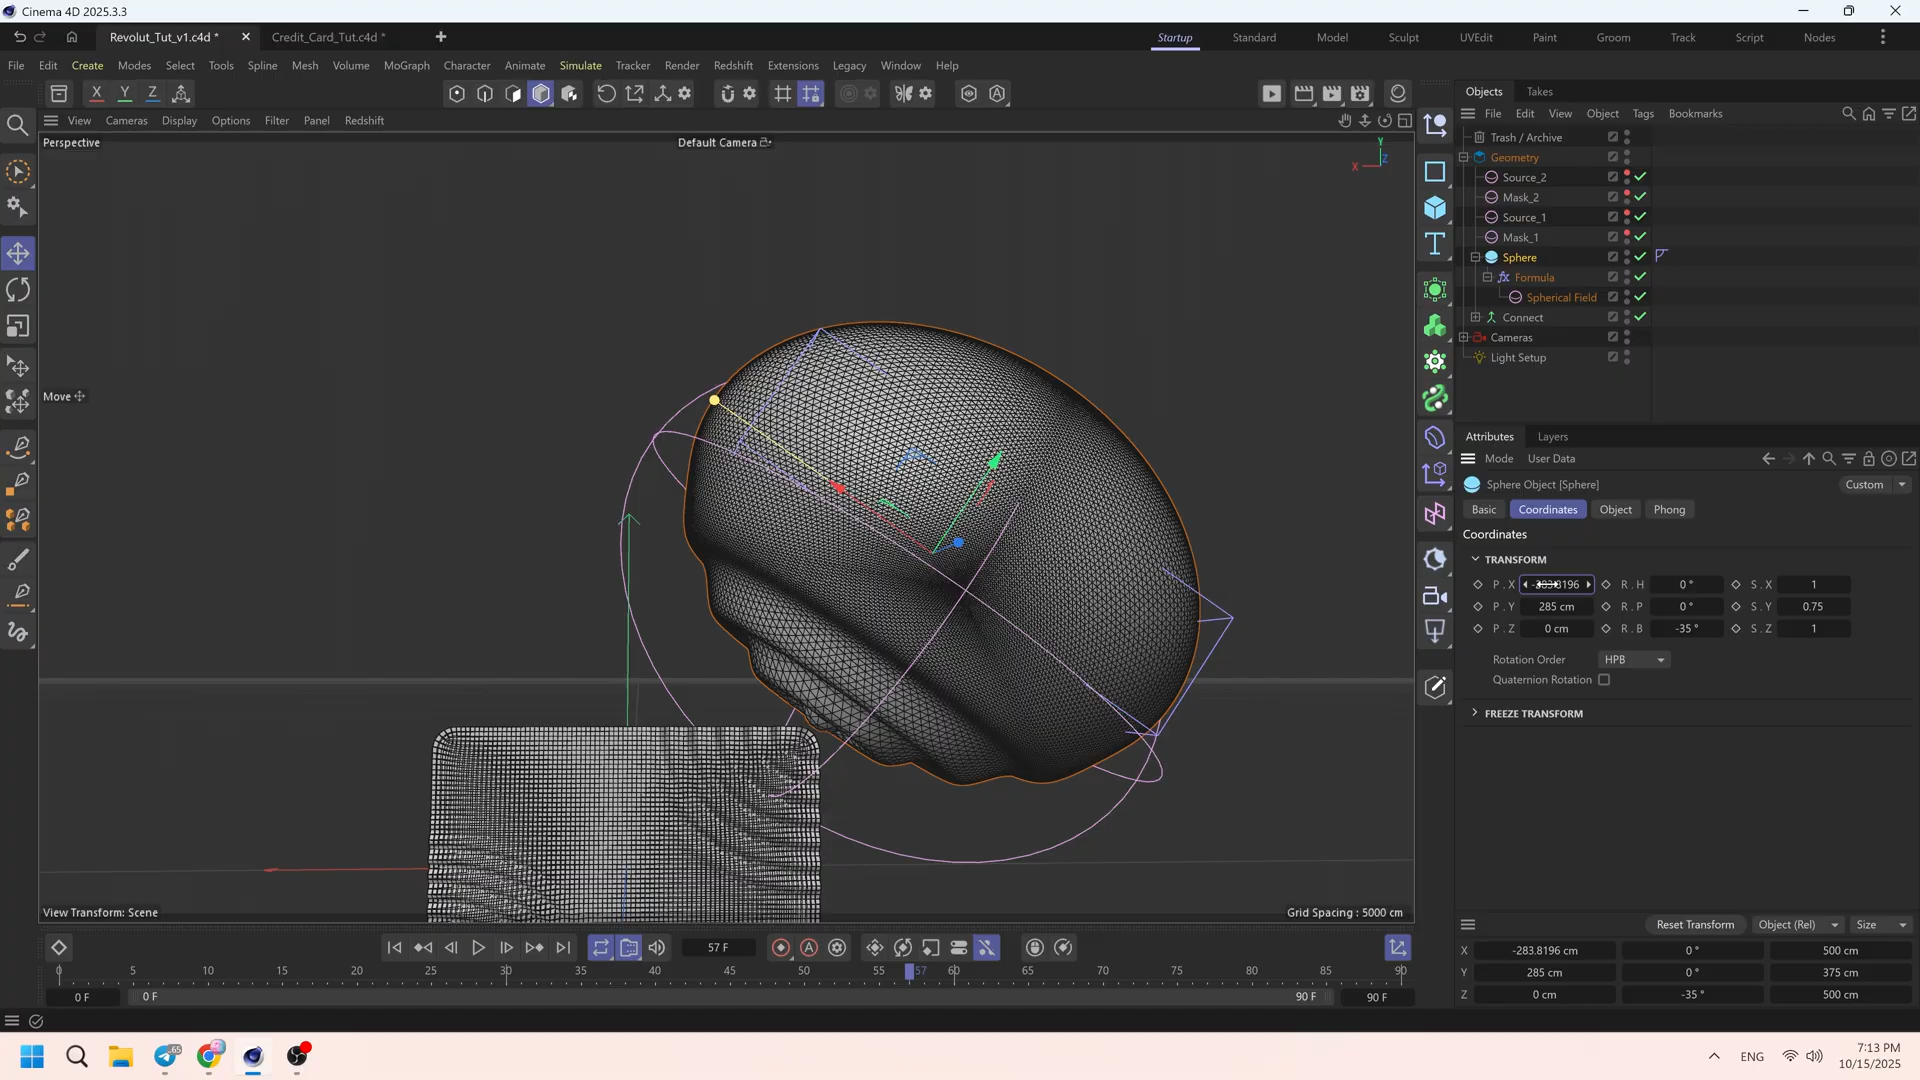 Cinema 4D 2025.3.3
Revolut_Tut_v1.c4d *
Credit_Card_Tut.c4d *
Startup
Standard
Model
Sculpt
UVEdit
Paint
Groom
Track
Script
Nodes
File Edit Create Modes Select Tools Spline Mesh Volume MoGraph Character Animate Simulate Tracker Render Redshift Extensions Legacy Window Help
X Y Z
Objects Takes
View Cameras Display Options Filter Panel Redshift
File Edit View Object Tags Bookmarks
Perspective
Default Camera
Y
Z
X
Trash / Archive
Geometry
Source_2
Mask_2
Source_1
Mask_1
Sphere
Formula
Spherical Field
Connect
Cameras
Light Setup
Move
Attributes Layers
Mode User Data
Sphere Object [Sphere]
Custom
Basic Coordinates Object Phong
Coordinates
TRANSFORM
P . X R . H 0 ° S . X 1
P . Y 285 cm R . P 0 ° S . Y 0.75
P . Z 0 cm R . B -35 ° S . Z 1
Rotation Order HPB
Quaternion Rotation
FREEZE TRANSFORM
View Transform: Scene
Grid Spacing : 5000 cm
Reset Transform Object (Rel) Size
57 F
X -283.8196 cm 0 ° 500 cm
Y 285 cm 0 ° 375 cm
Z 0 cm -35 ° 500 cm
0 5 10 15 20 25 30 35 40 45 50 55 57 60 65 70 75 80 85 90
0 F
0 F
90 F
90 F
65
ENG
7:13 PM
10/15/2025